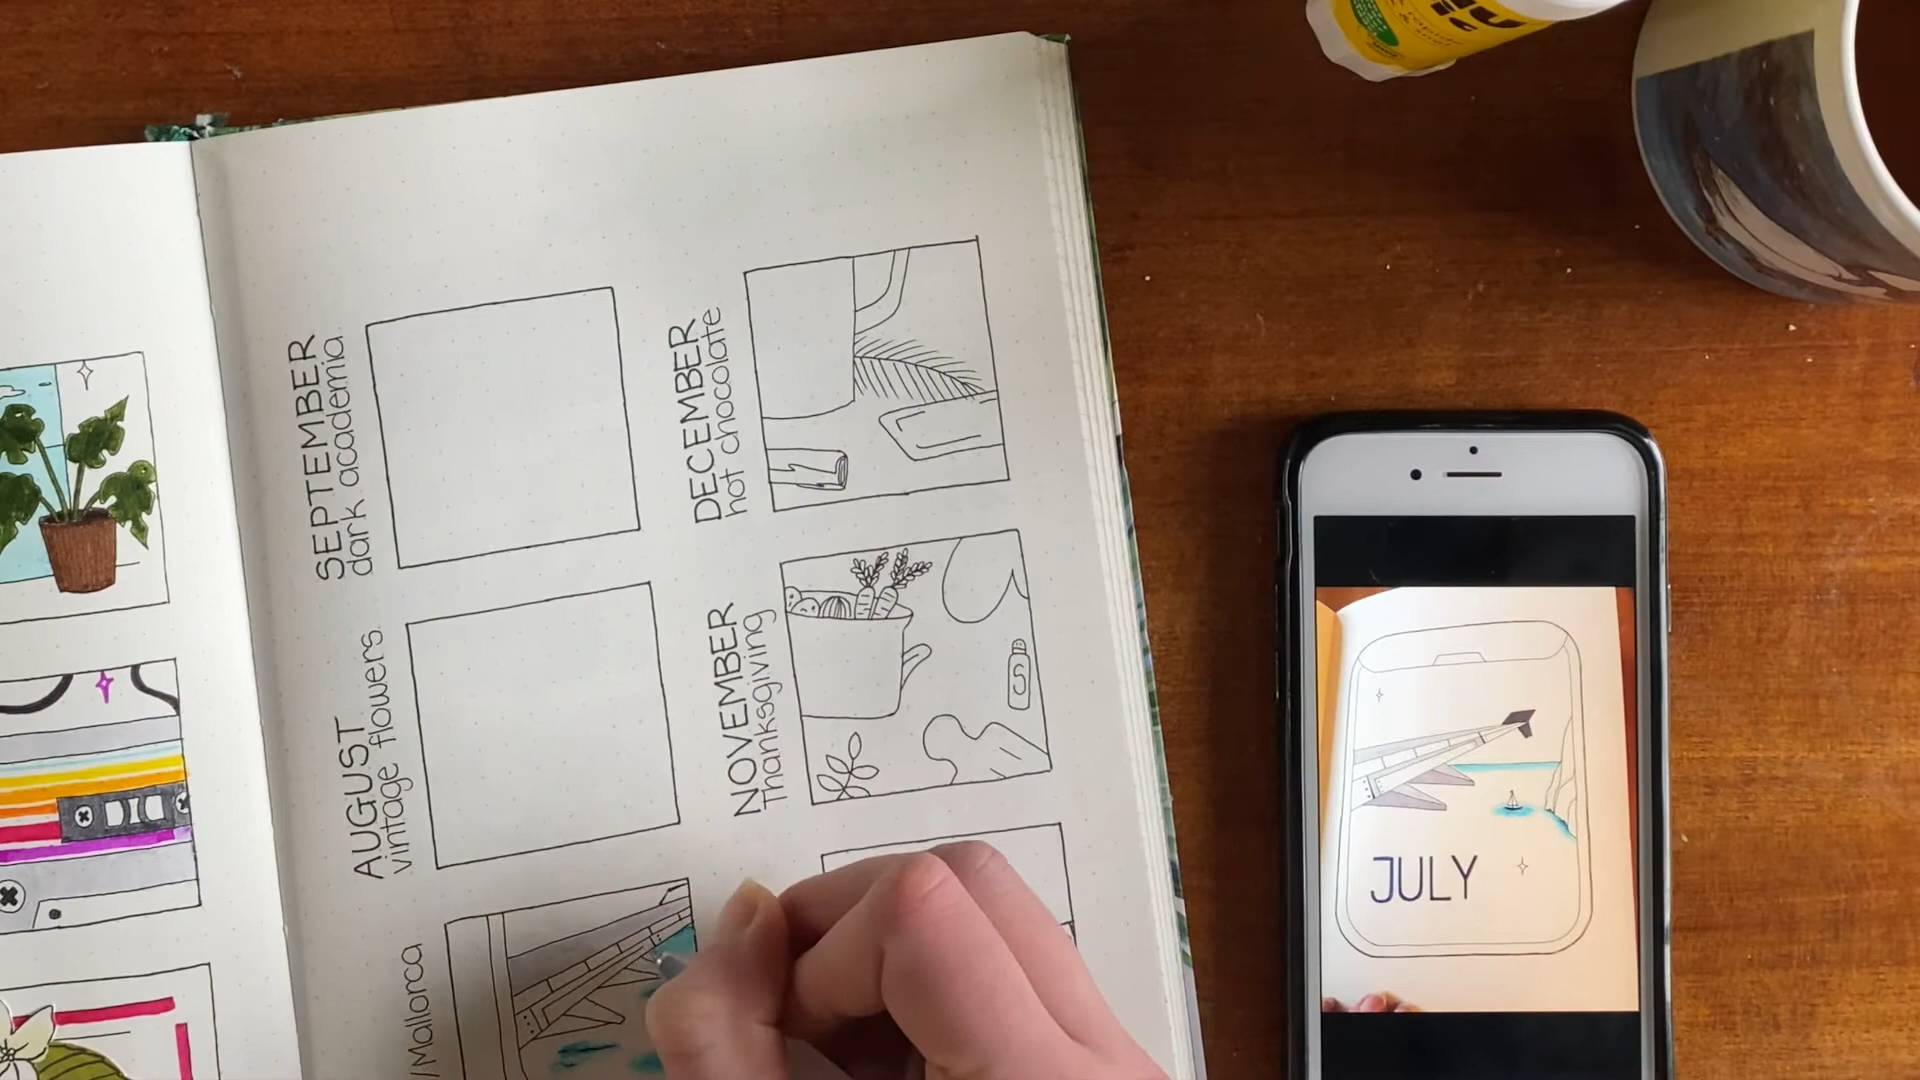 SEPTEMBER
dark academia
DECEMBER
hot chocolate
AUGUST
vintage flowers
NOVEMBER
Thanksgiving
/Mallorca
S
JULY